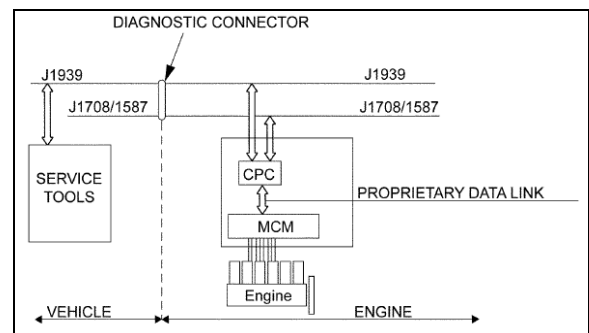 DIAGNOSTIC CONNECTOR
J1939
J1939
J1708/1587
J1708/1587
SERVICE
TOOLS
CPC
PROPRIETARY DATA LINK
MCM
Engine
VEHICLE
ENGINE